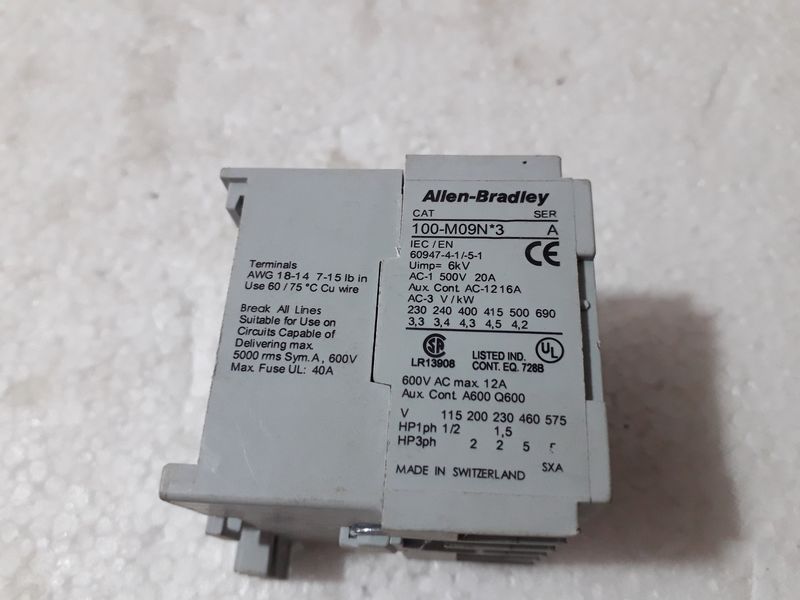 Terminals
AWG 18-14 7-15 lb in
Use 60 / 75 °C Cu wire
Break All Lines
Suitable for Use on
Circuits Capable of
Delivering max.
5000 rms Sym. A , 600V
Max. Fuse UL: 40A
Allen-Bradley
CAT SER
100-M09N*3 A
IEC / EN
60947-4-1/-5-1
CE
Uimp= 6kV
AC-1 500V 20A
Aux. Cont. AC-12 16A
AC-3 V / kW
230 240 400 415 500 690
3,3 3,4 4,3 4,5 4,2
SA
LR13908
LISTED IND.
CONT. EQ. 728B
UL
600V AC max. 12A
Aux. Cont. A600 Q600
V 115 200 230 460 575
HP1ph 1/2 1,5
HP3ph 2 2 5
MADE IN SWITZERLAND SXA